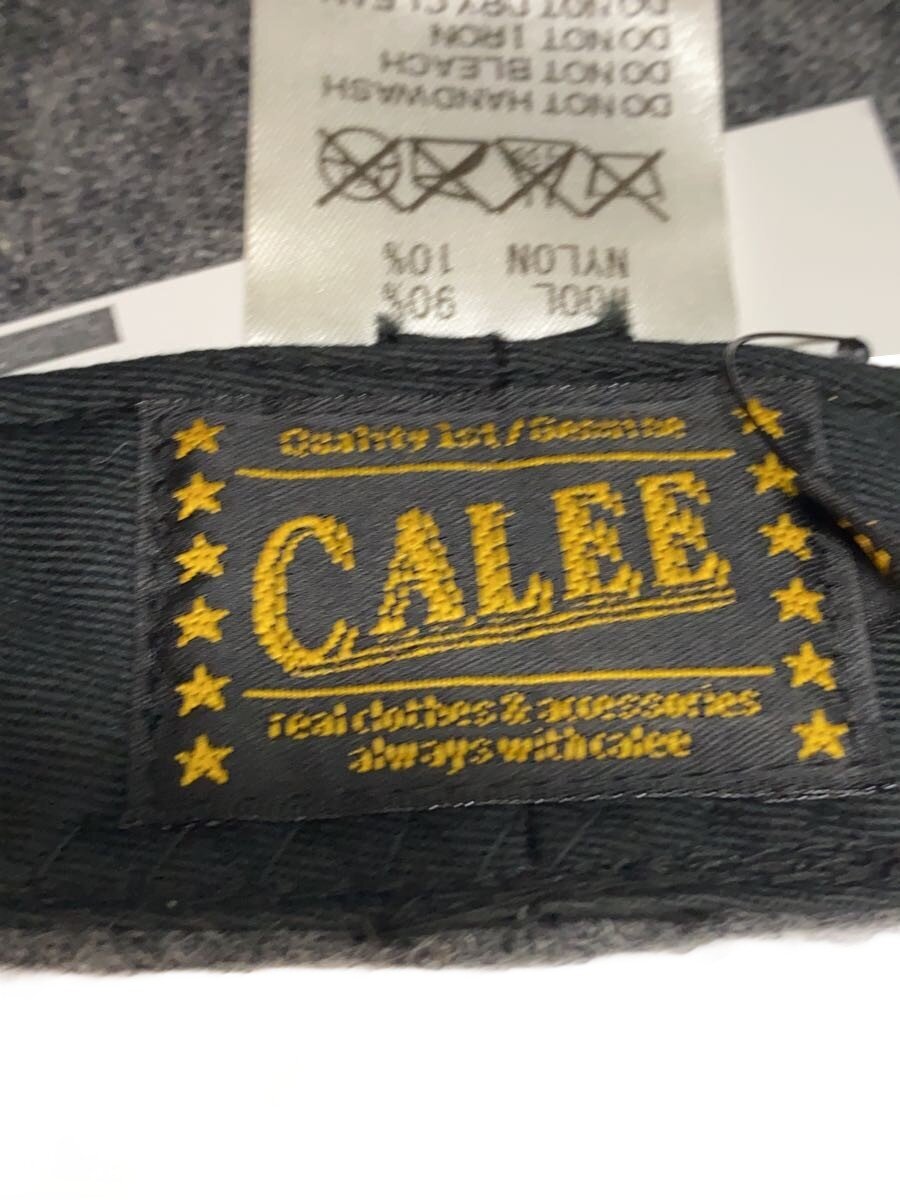 WOOL 90%
NYLON 10%
DO NOT HANDWASH
DO NOT BLEACH
DO NOT IRON
DO NOT DRY CLEAN
Quality 1st/Genuine
CALEE
real clothes & accessories
always with calee